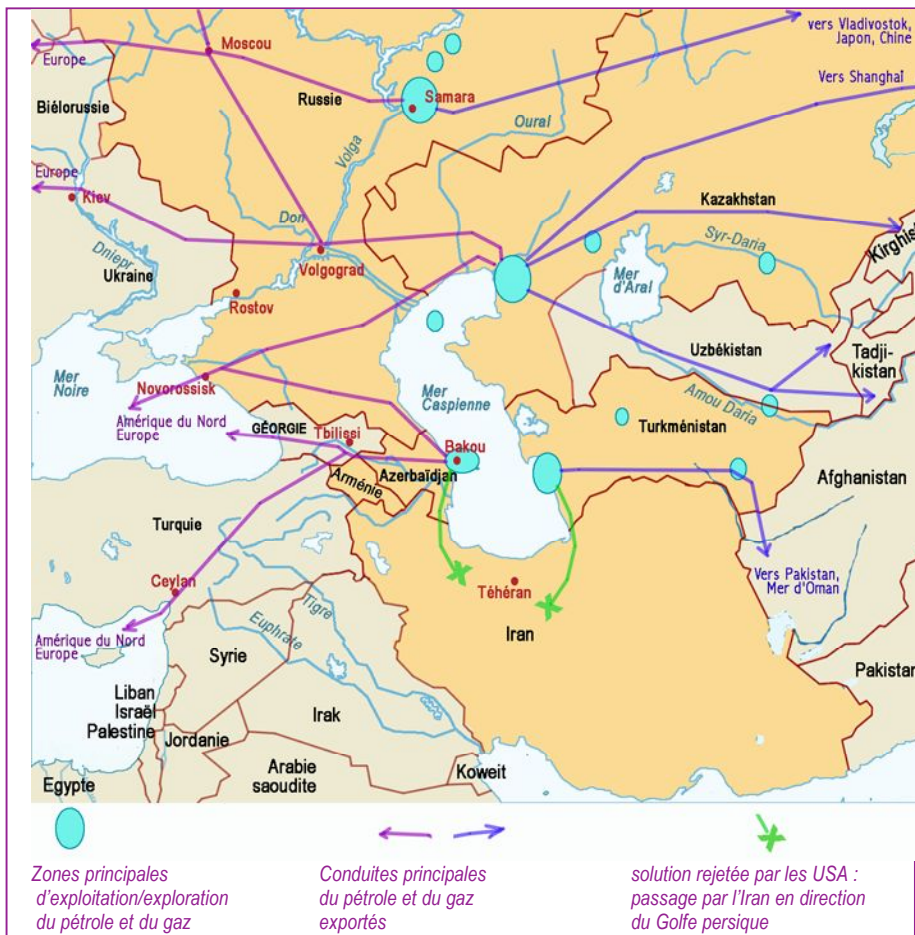 vers Vladivostok,
Japon, Chine
Moscou
Europe
Vers Shanghaï
Biélorussie
Russie
Samara
Oural
Volga
Europe
Kiev
Kazakhstan
Don
Syr-Daria
Kirghist
Dniepr
Volgograd
Ukraine
Mer
d'Aral
Rostov
Ouzbékistan
Tadji-
kistan
Mer
Noire
Novorossisk
Mer
Caspienne
Amou Daria
Amérique du Nord
Europe
GÉORGIE
Tbilissi
Turkménistan
Bakou
Arménie
Azerbaïdjan
Afghanistan
Turquie
Ceylan
Téhéran
Vers Pakistan,
Mer d'Oman
Tigre
Euphrate
Iran
Amérique du Nord
Europe
Syrie
Pakistan
Liban
Israël
Palestine
Irak
Jordanie
Arabie
saoudite
Koweit
Egypte
Zones principales
d'exploitation/exploration
du pétrole et du gaz
Conduites principales
du pétrole et du gaz
exportés
solution rejetée par les USA :
passage par l'Iran en direction
du Golfe persique